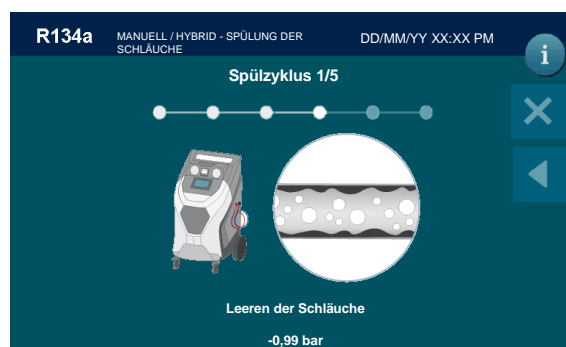 R134a
MANUELL / HYBRID - SPÜLUNG DER
SCHLÄUCHE
DD/MM/YY XX:XX PM
i
Spülzyklus 1/5
Leeren der Schläuche
-0,99 bar